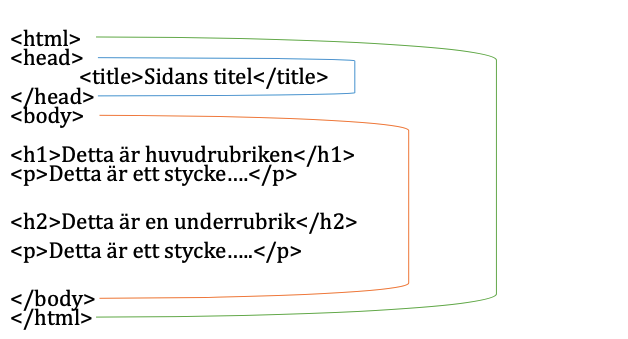 <html>
<head>
<title>Sidans titel</title>
</head>
<body>
<h1>Detta är huvudrubriken</h1>
<p>Detta är ett stycke....</p>
<h2>Detta är en underrubrik</h2>
<p>Detta är ett stycke.....</p>
</body>
</html>